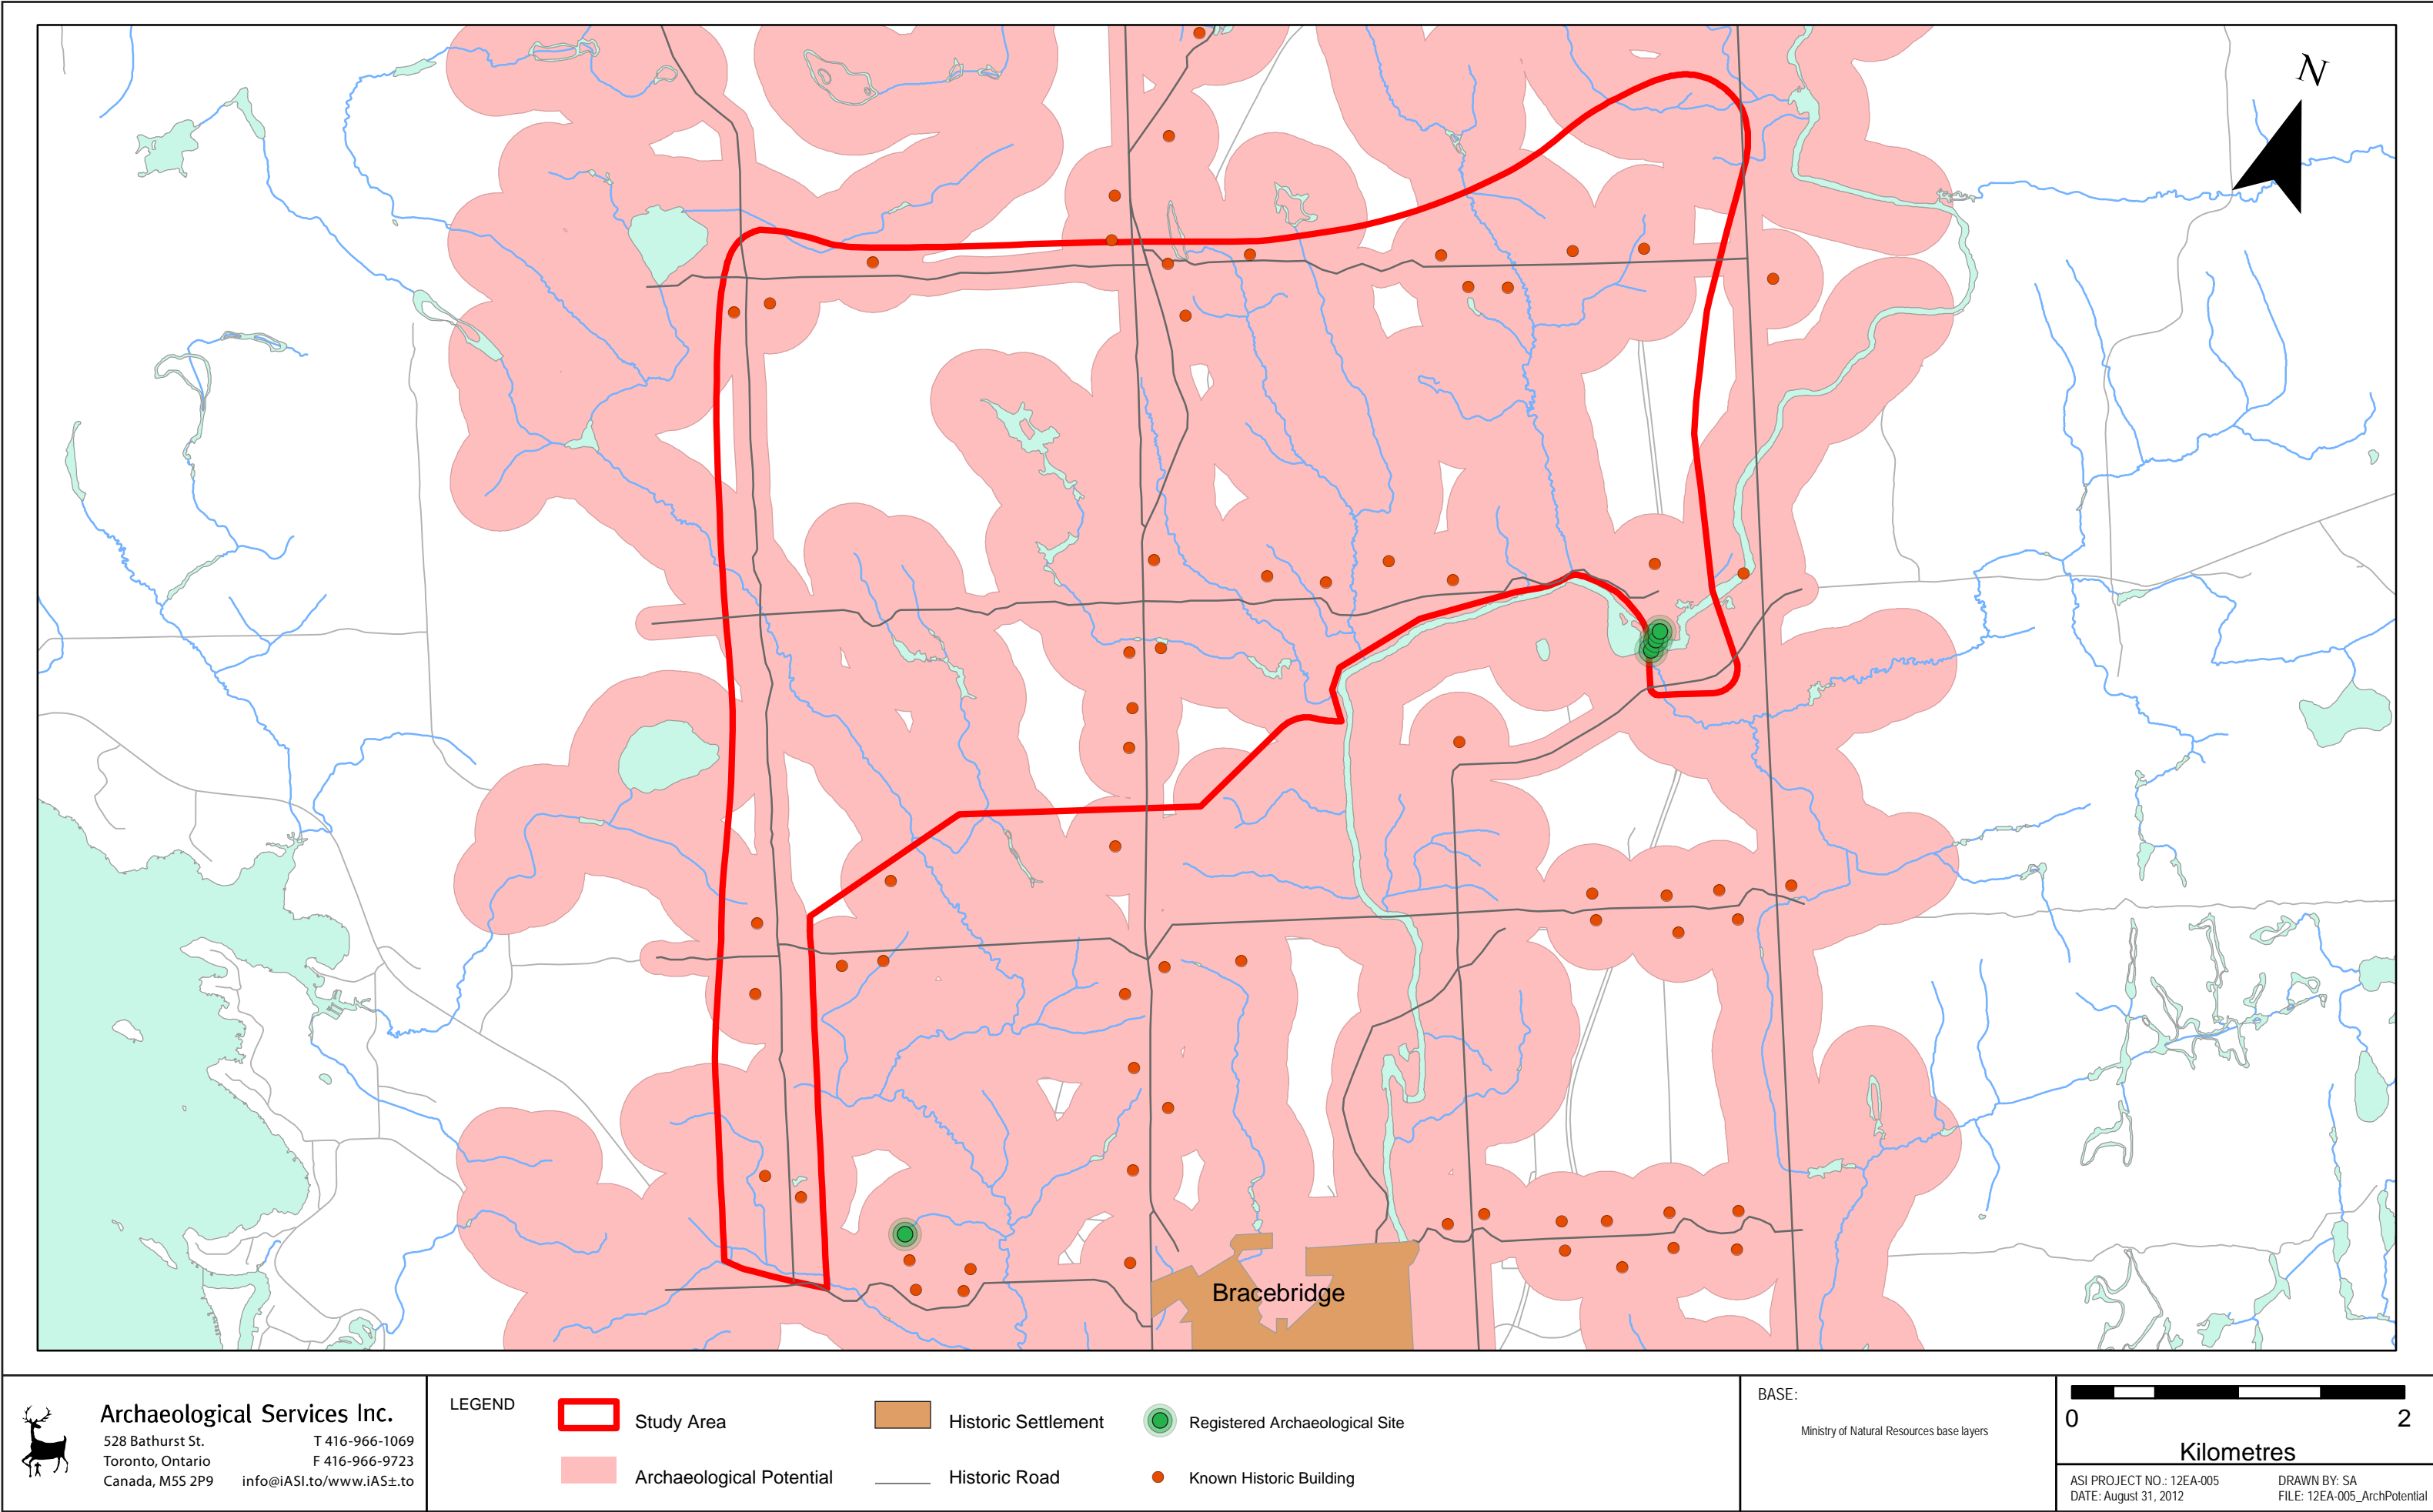 N
Bracebridge
Archaeological Services Inc.
528 Bathurst St. T 416-966-1069
Toronto, Ontario F 416-966-9723
Canada, M5S 2P9 info@iASI.to/www.iAS±.to
LEGEND
Study Area
Archaeological Potential
Historic Settlement
Historic Road
Registered Archaeological Site
Known Historic Building
BASE:
Ministry of Natural Resources base layers
0 2
Kilometres
ASI PROJECT NO.: 12EA-005 DRAWN BY: SA
DATE: August 31, 2012 FILE: 12EA-005_ArchPotential